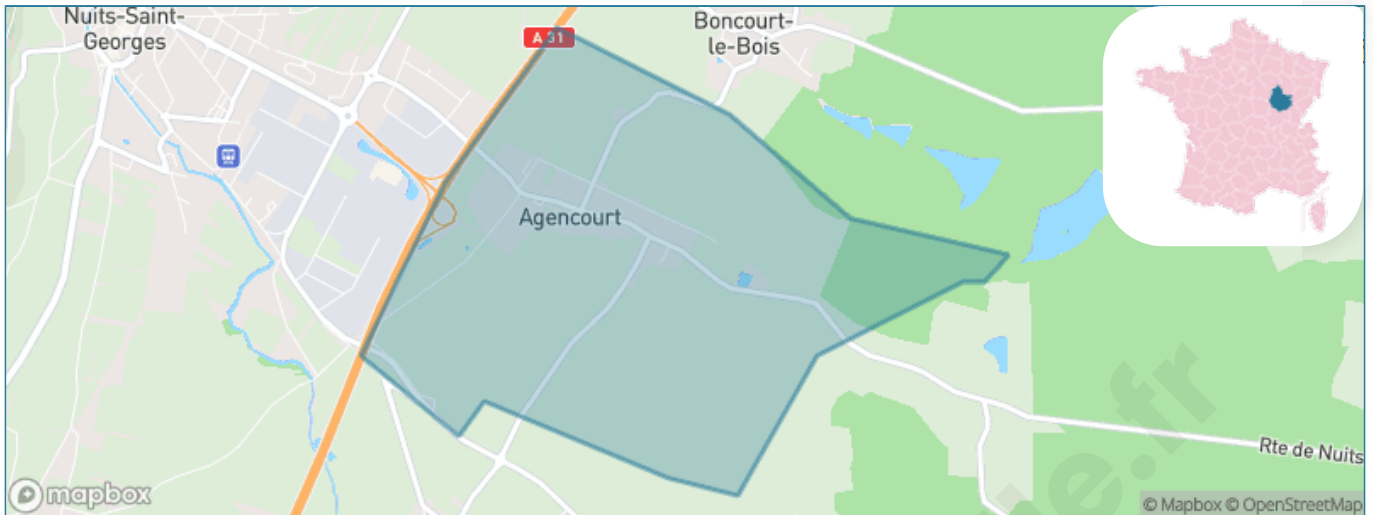 Nuits-Saint-
Georges
A 31
Boncourt-
le-Bois
Agencourt
Rte de Nuits
mapbox
© Mapbox © OpenStreetMap